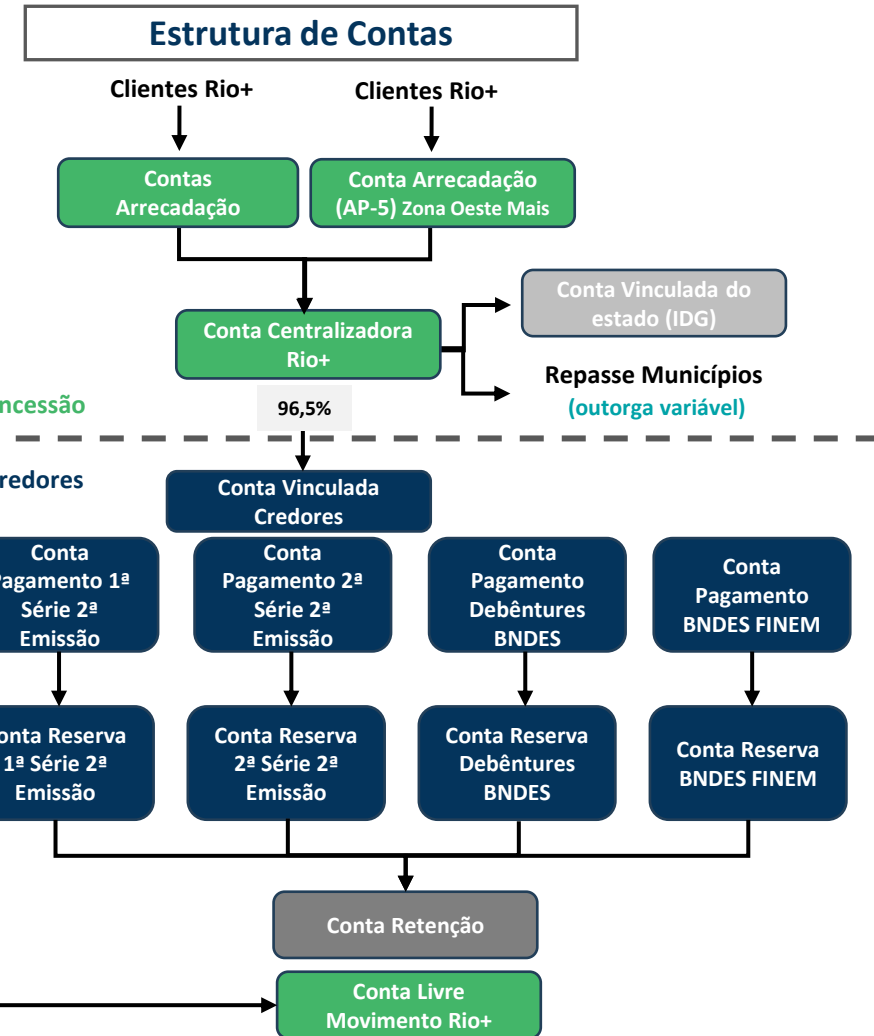 Estrutura de Contas
Clientes Rio+
Clientes Rio+
Contas
Arrecadação
Conta Arrecadação
(AP-5) Zona Oeste Mais
Conta Centralizadora
Rio+
Conta Vinculada do
estado (IDG)
Repasse Municípios
(outorga variável)
ncessão
96,5%
redores
Conta Vinculada
Credores
Conta
Pagamento 1ª
Série 2ª
Emissão
Conta
Pagamento 2ª
Série 2ª
Emissão
Conta
Pagamento
Debêntures
BNDES
Conta
Pagamento
BNDES FINEM
onta Reserva
1ª Série 2ª
Emissão
Conta Reserva
2ª Série 2ª
Emissão
Conta Reserva
Debêntures
BNDES
Conta Reserva
BNDES FINEM
Conta Retenção
Conta Livre
Movimento Rio+